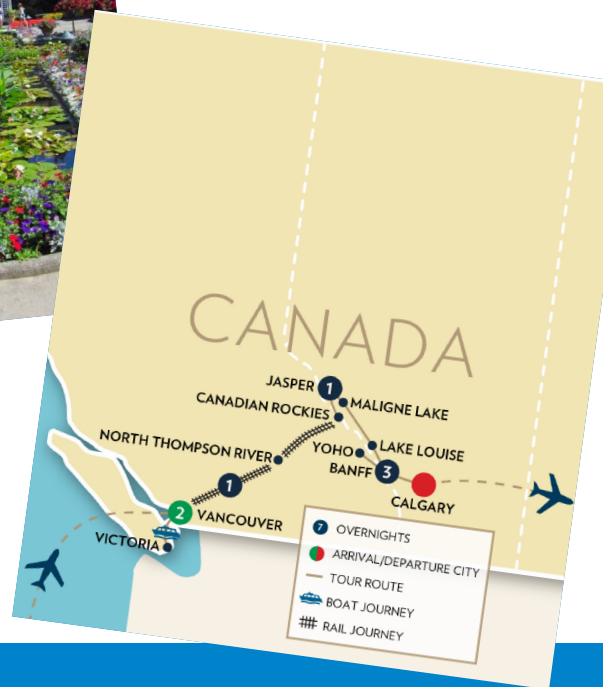 CANADA
JASPER 1
MALIGNE LAKE
CANADIAN ROCKIES
NORTH THOMPSON RIVER
YOHO
LAKE LOUISE
BANFF 3
1
CALGARY
2 VANCOUVER
VICTORIA
7 OVERNIGHTS
ARRIVAL/DEPARTURE CITY
TOUR ROUTE
BOAT JOURNEY
RAIL JOURNEY